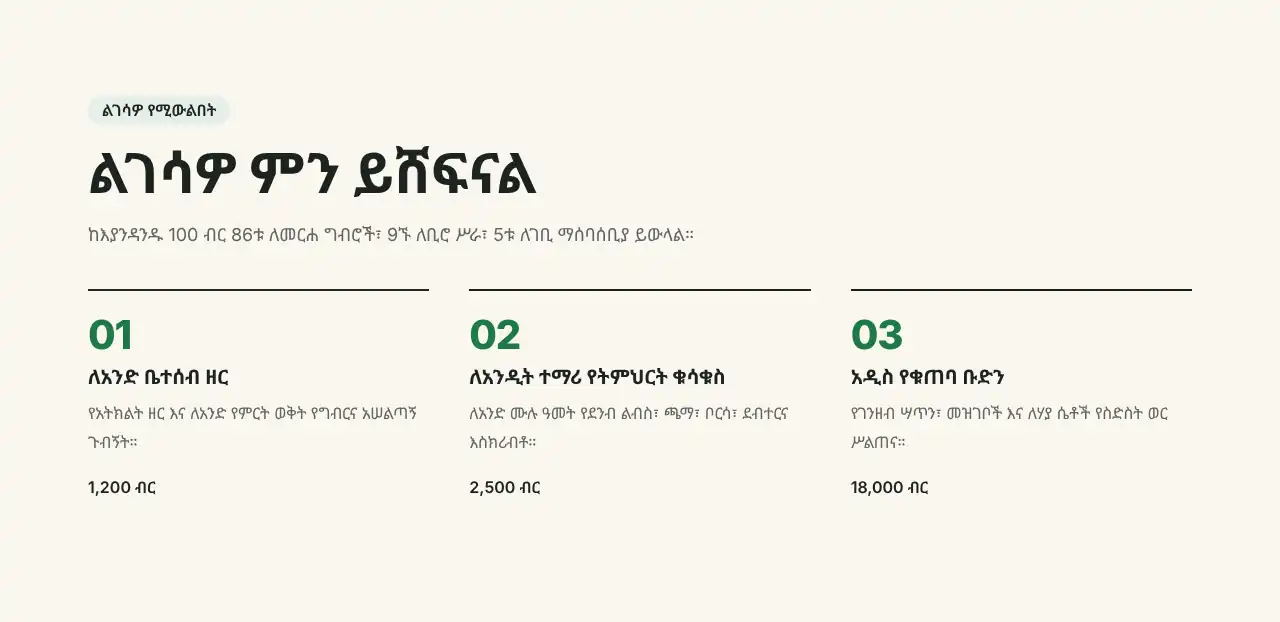 ልገሳዎ የሚውልበት
ልገሳዎ ምን ይሸፍናል
ከእያንዳንዱ 100 ብር 86ቱ ለመርሐ ግብሮች፣ 9ኙ ለቢሮ ሥራ፣ 5ቱ ለገቢ ማሰባሰቢያ ይውላል።
01
ለአንድ ቤተሰብ ዘር
የአትክልት ዘር እና ለአንድ የምርት ወቅት የግብርና አሠልጣኝ
ጉብኝት።
1,200 ብር
02
ለአንዲት ተማሪ የትምህርት ቁሳቁስ
ለአንድ ሙሉ ዓመት የደንብ ልብስ፣ ጫማ፣ ቦርሳ፣ ደብተርና
እስክሪብቶ።
2,500 ብር
03
አዲስ የቁጠባ ቡድን
የገንዘብ ሣጥን፣ መዝገቦች እና ለሃያ ሴቶች የስድስት ወር
ሥልጠና።
18,000 ብር